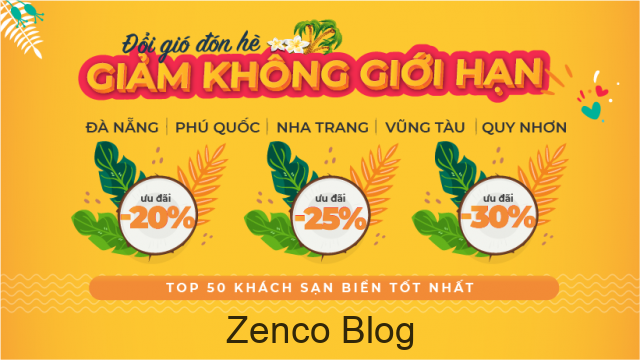 Đổi gió đón hè
GIẢM KHÔNG GIỚI HẠN
ĐÀ NẴNG | PHÚ QUỐC | NHA TRANG | VŨNG TÀU | QUY NHƠN
ưu đãi
-20%
ưu đãi
-25%
ưu đãi
-30%
TOP 50 KHÁCH SẠN BIỂN TỐT NHẤT
Zenco Blog